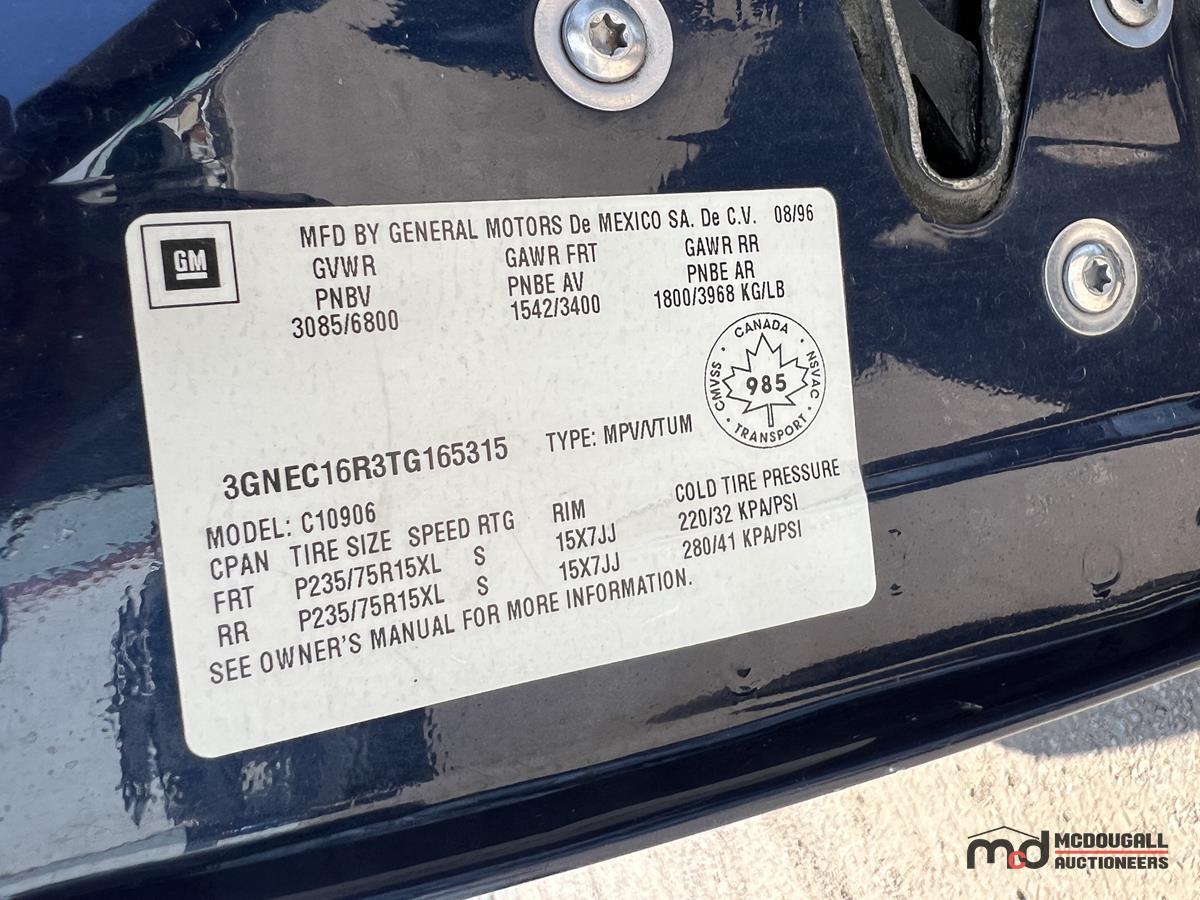 GM
MFD BY GENERAL MOTORS De MEXICO SA. De C.V. 08/96
GVWR GAWR FRT GAWR RR
PNBV PNBE AV PNBE AR
3085/6800 1542/3400 1800/3968 KG/LB
CANADA
CMVSS 985 NSVAC
TRANSPORT
3GNEC16R3TG165315 TYPE: MPV/VTUM
MODEL: C10906
CPAN TIRE SIZE SPEED RTG RIM COLD TIRE PRESSURE
FRT P235/75R15XL S 15X7JJ 220/32 KPA/PSI
RR P235/75R15XL S 15X7JJ 280/41 KPA/PSI
SEE OWNER'S MANUAL FOR MORE INFORMATION.
mcd MCDOUGALL
AUCTIONEERS